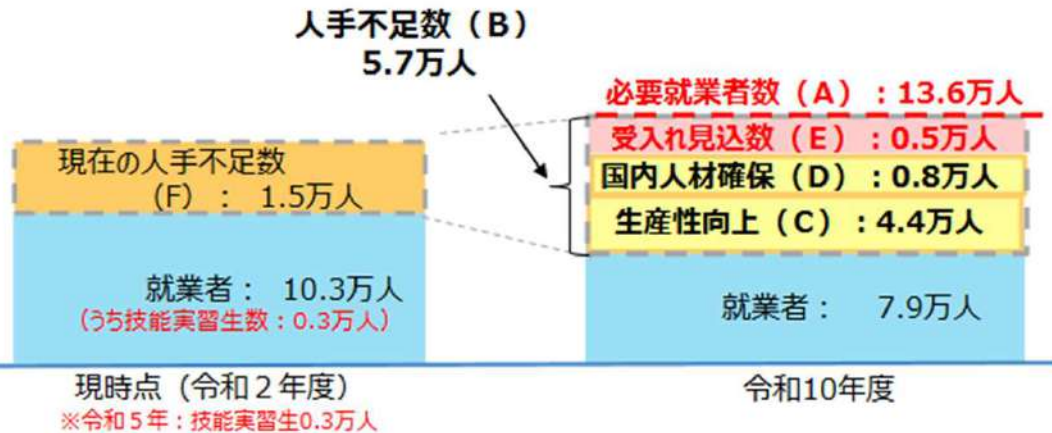 人手不足数（B）
5.7万人
必要就業者数（A）：13.6万人
受入れ見込数（E）：0.5万人
国内人材確保（D）：0.8万人
生産性向上（C）：4.4万人
就業者： 7.9万人
令和10年度
現在の人手不足数
（F）： 1.5万人
就業者： 10.3万人
（うち技能実習生数：0.3万人）
現時点（令和２年度）
※令和５年：技能実習生0.3万人